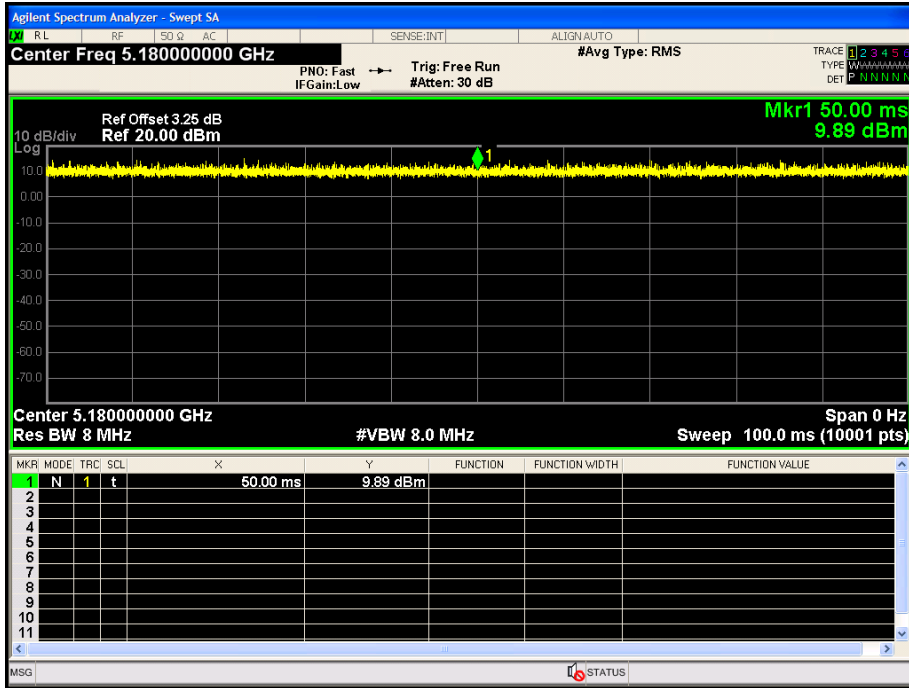 Agilent Spectrum Analyzer - Swept SA
LXI RL RF 50 Ω AC SENSE:INT ALIGN AUTO
Center Freq 5.180000000 GHz
PNO: Fast
IFGain:Low
Trig: Free Run
#Atten: 30 dB
#Avg Type: RMS
TRACE 1 2 3 4 5 6
TYPE WWWWWW
DET P N N N N N
Mkr1 50.00 ms
9.89 dBm
Ref Offset 3.25 dB
10 dB/div Ref 20.00 dBm
Log
1
10.0
0.00
-10.0
-20.0
-30.0
-40.0
-50.0
-60.0
-70.0
Center 5.180000000 GHz Span 0 Hz
Res BW 8 MHz #VBW 8.0 MHz Sweep 100.0 ms (10001 pts)
MKR MODE TRC SCL X Y FUNCTION FUNCTION WIDTH FUNCTION VALUE
1 N 1 t 50.00 ms 9.89 dBm
2
3
4
5
6
7
8
9
10
11
MSG STATUS